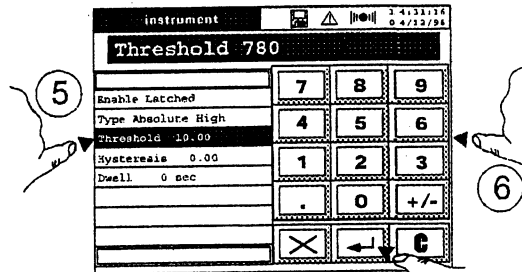 instrument
14:31:16
04/12/96
Threshold 780
5
Enable Latched
Type Absolute High
Threshold 10.00
Hysteresis 0.00
Dwell 0 sec
7 8 9
4 5 6
1 2 3
. 0 +/-
C
6